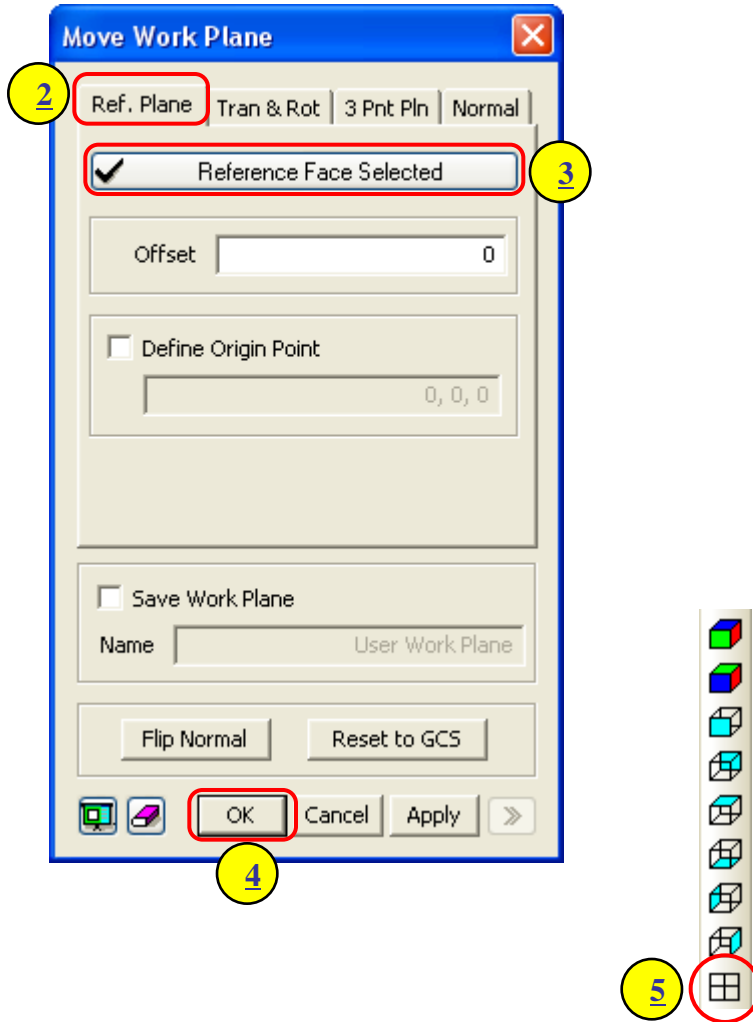 Move Work Plane
2
Ref. Plane Tran & Rot 3 Pnt Pln Normal
Reference Face Selected
3
Offset 0
Define Origin Point
0, 0, 0
Save Work Plane
Name User Work Plane
Flip Normal Reset to GCS
OK Cancel Apply
4
5